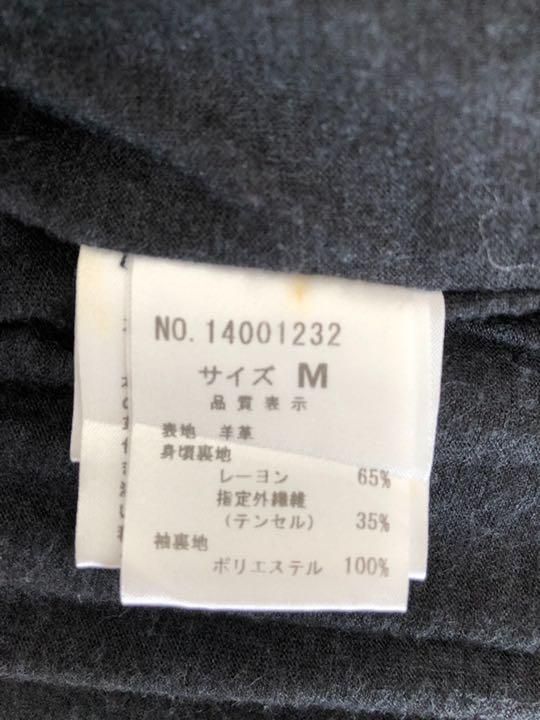 NO. 14001232
サイズ M
品質表示
表地 羊革
身頃裏地
レーヨン 65%
指定外繊維
(テンセル) 35%
袖裏地
ポリエステル 100%